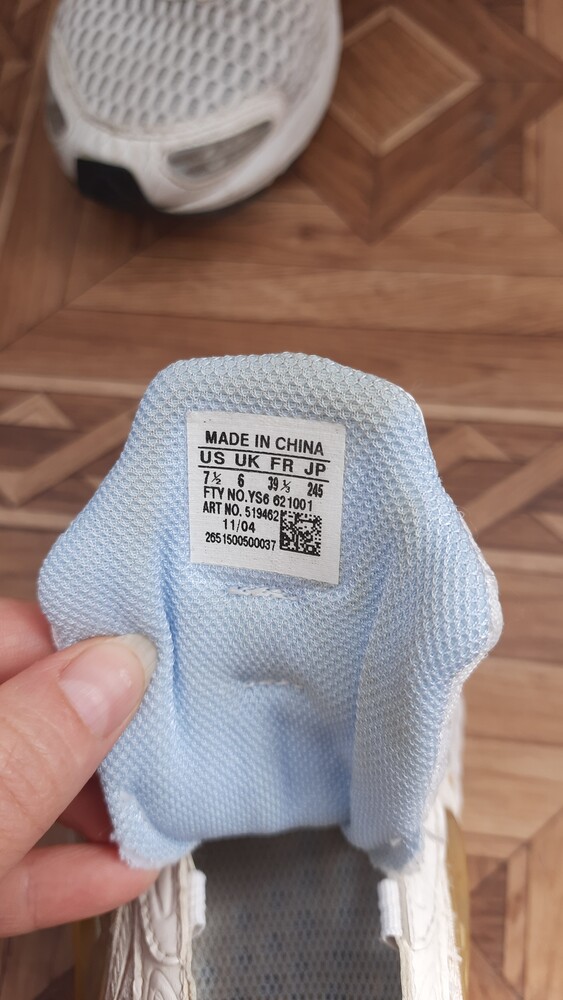 MADE IN CHINA
US UK FR JP
7½ 6 39⅓ 245
FTY NO.YS6 621001
ART NO. 519462
11/04
2651500500037